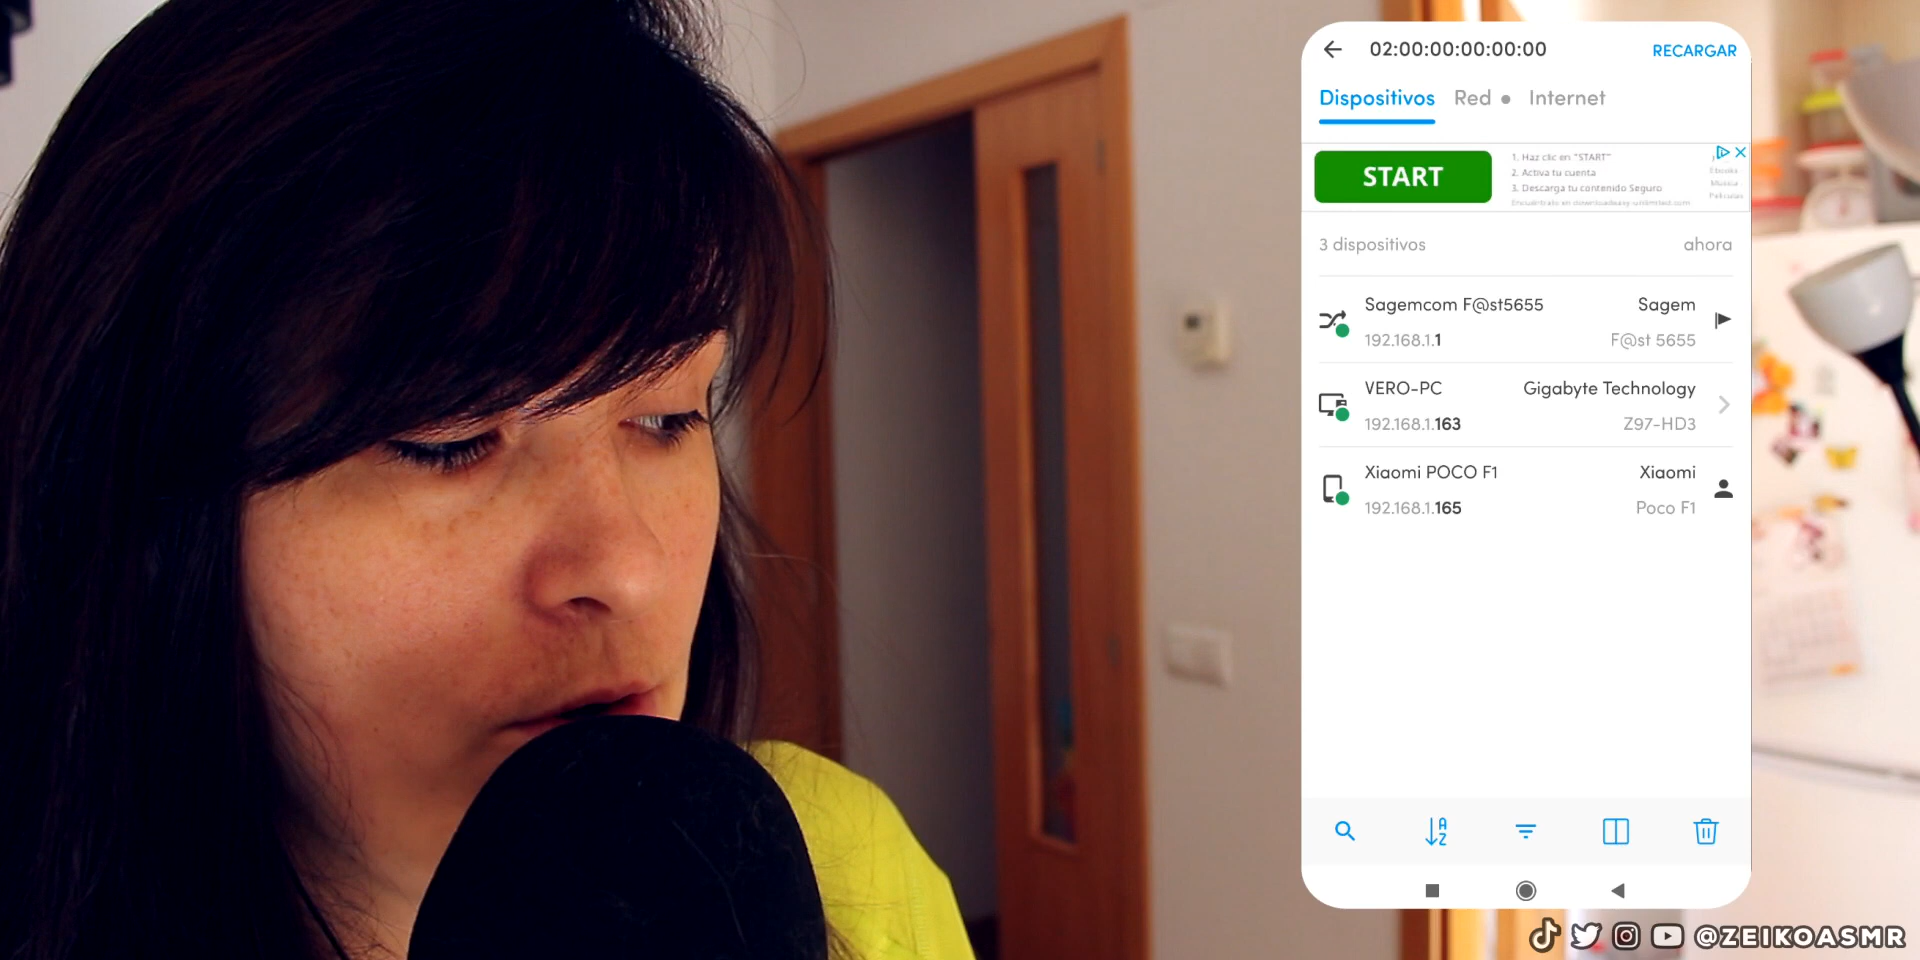 02:00:00:00:00:00
RECARGAR
Dispositivos Red Internet
START
1. Haz clic en "START"
2. Activa tu cuenta
3. Descarga tu contenido Seguro
Ebooks
Música
Películas
3 dispositivos ahora
Sagemcom F@st5655 Sagem
192.168.1.1 F@st 5655
VERO-PC Gigabyte Technology
192.168.1.163 Z97-HD3
Xiaomi POCO F1 Xiaomi
192.168.1.165 Poco F1
@ZEIKOASMR